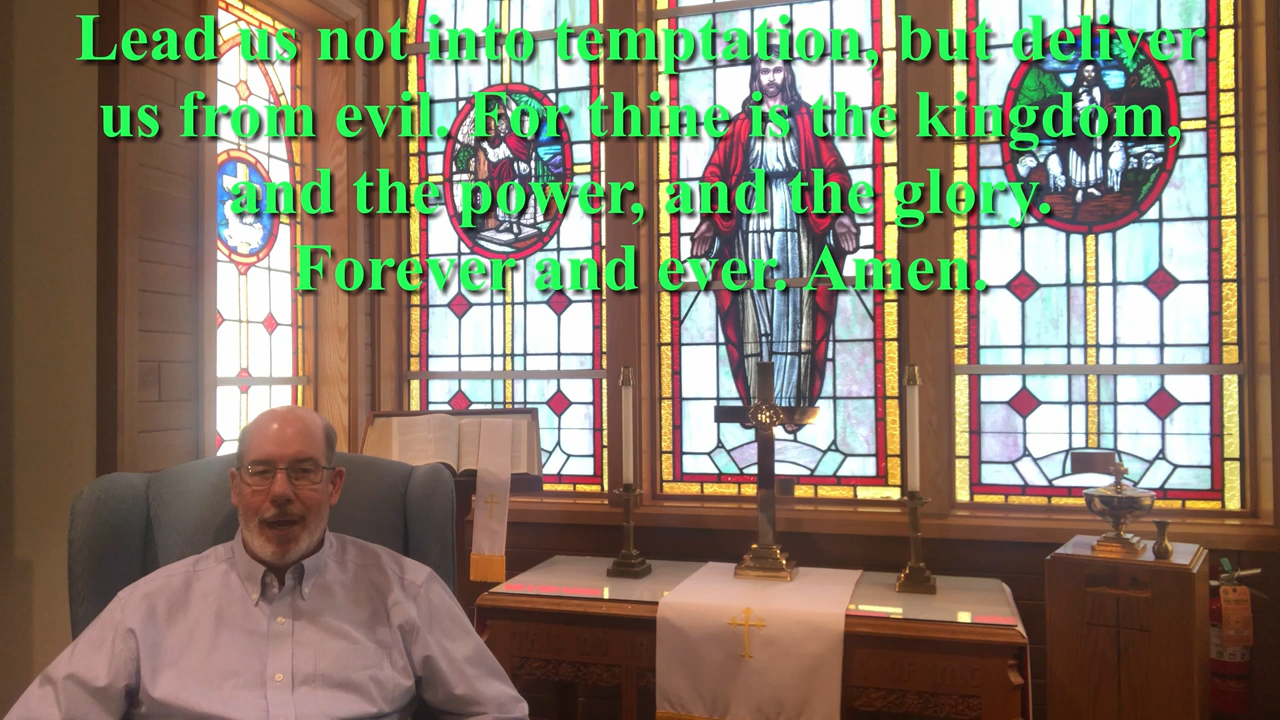 Lead us not into temptation, but deliver
us from evil. For thine is the kingdom,
and the power, and the glory.
Forever and ever. Amen.
IHS